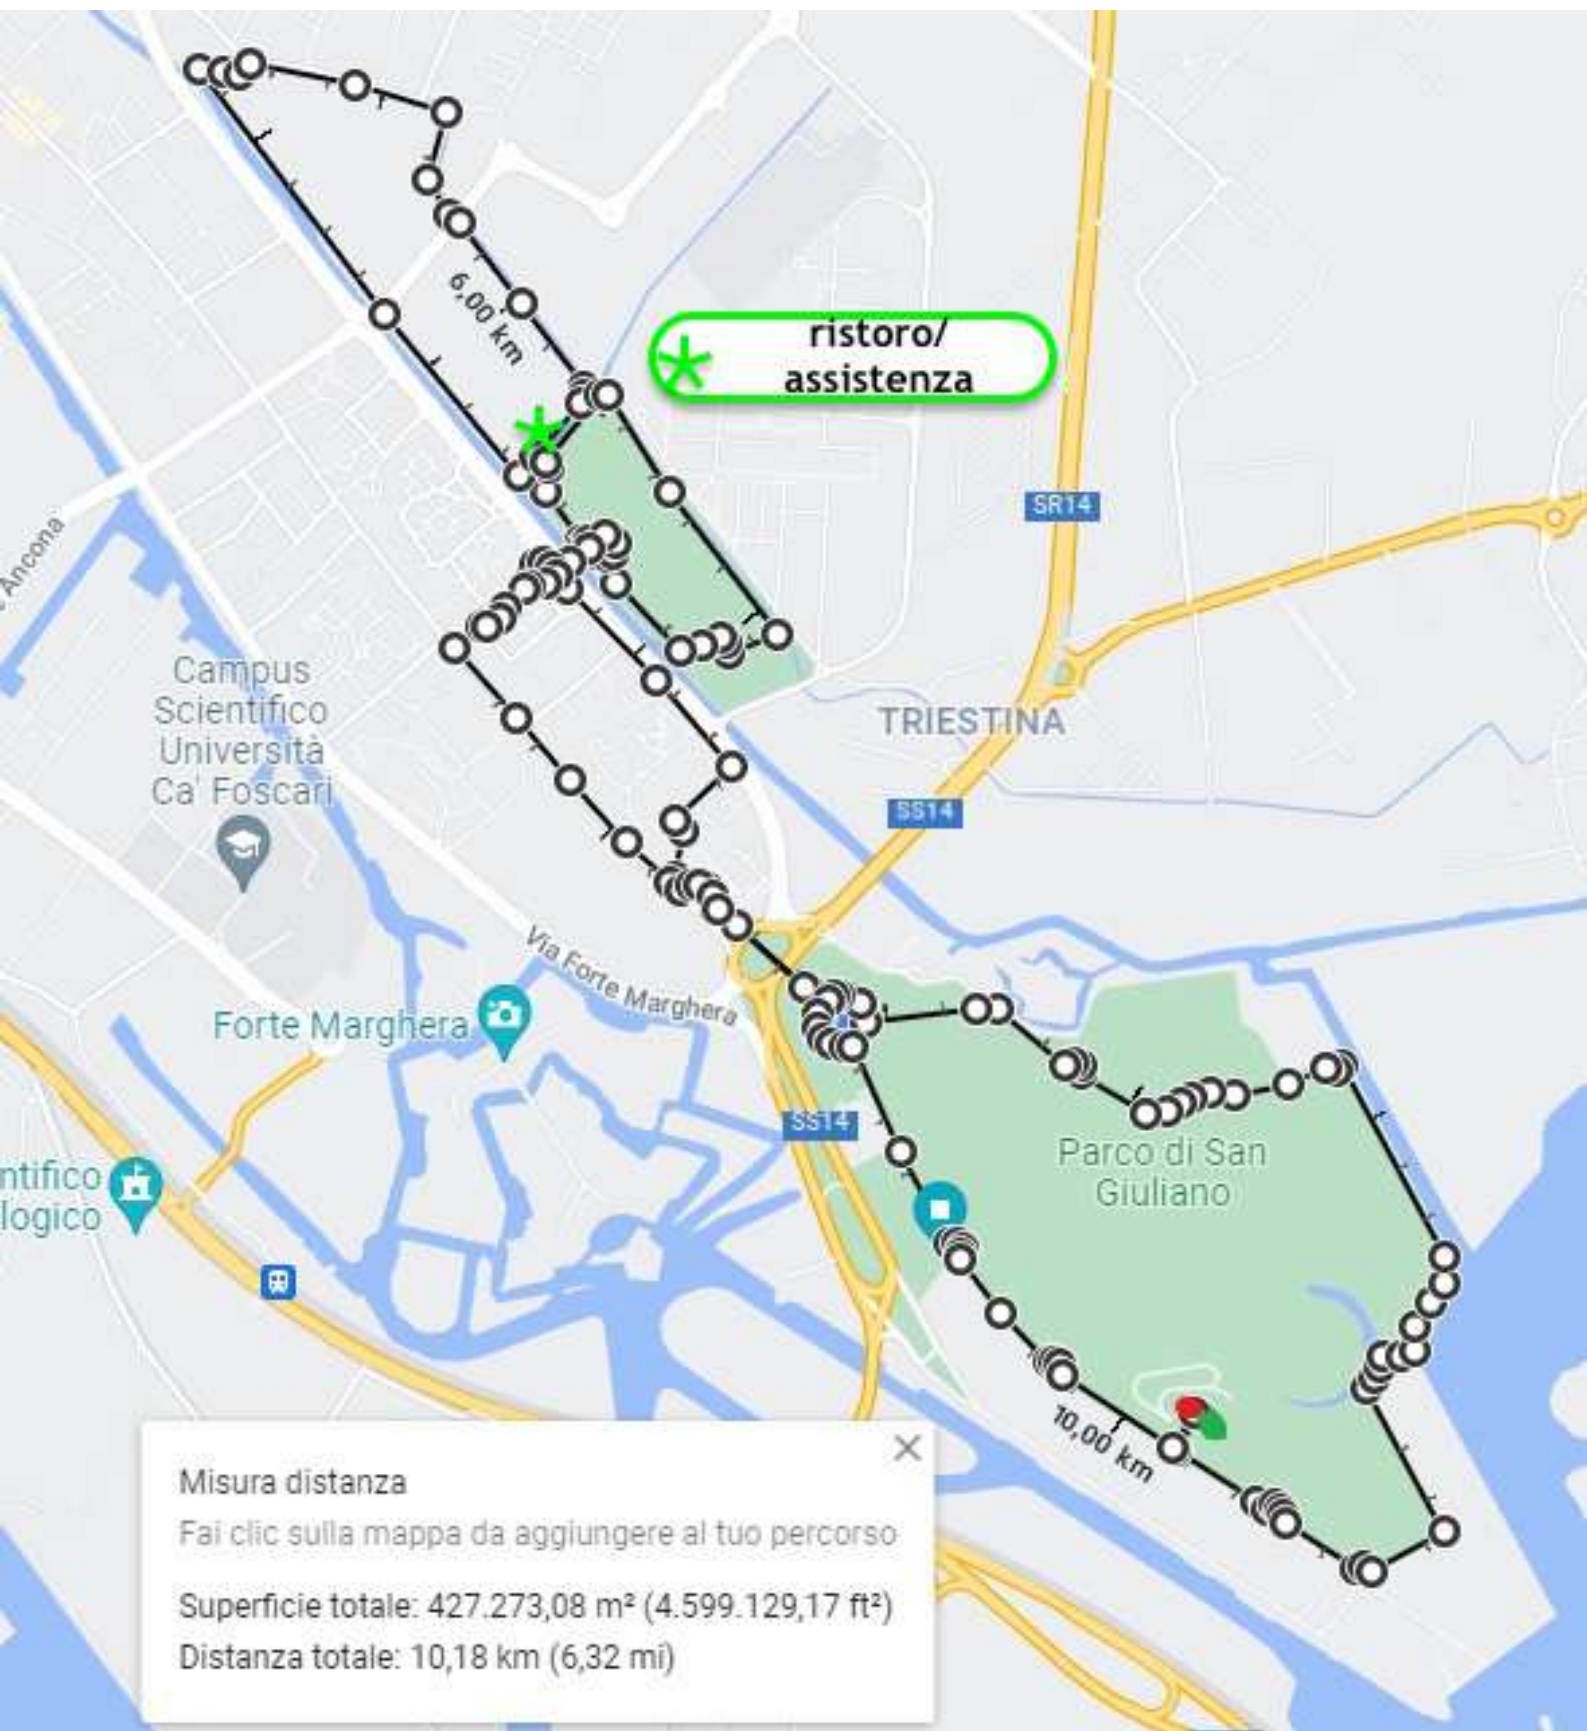 6,00 km
ristoro/
assistenza
SR14
Ancona
Campus
Scientifico
Università
Ca' Foscari
TRIESTINA
SS14
Via Forte Marghera
Forte Marghera
SS14
Parco di San
Giuliano
ntifico
logico
10,00 km
Misura distanza
Fai clic sulla mappa da aggiungere al tuo percorso
Superficie totale: 427.273,08 m² (4.599.129,17 ft²)
Distanza totale: 10,18 km (6,32 mi)